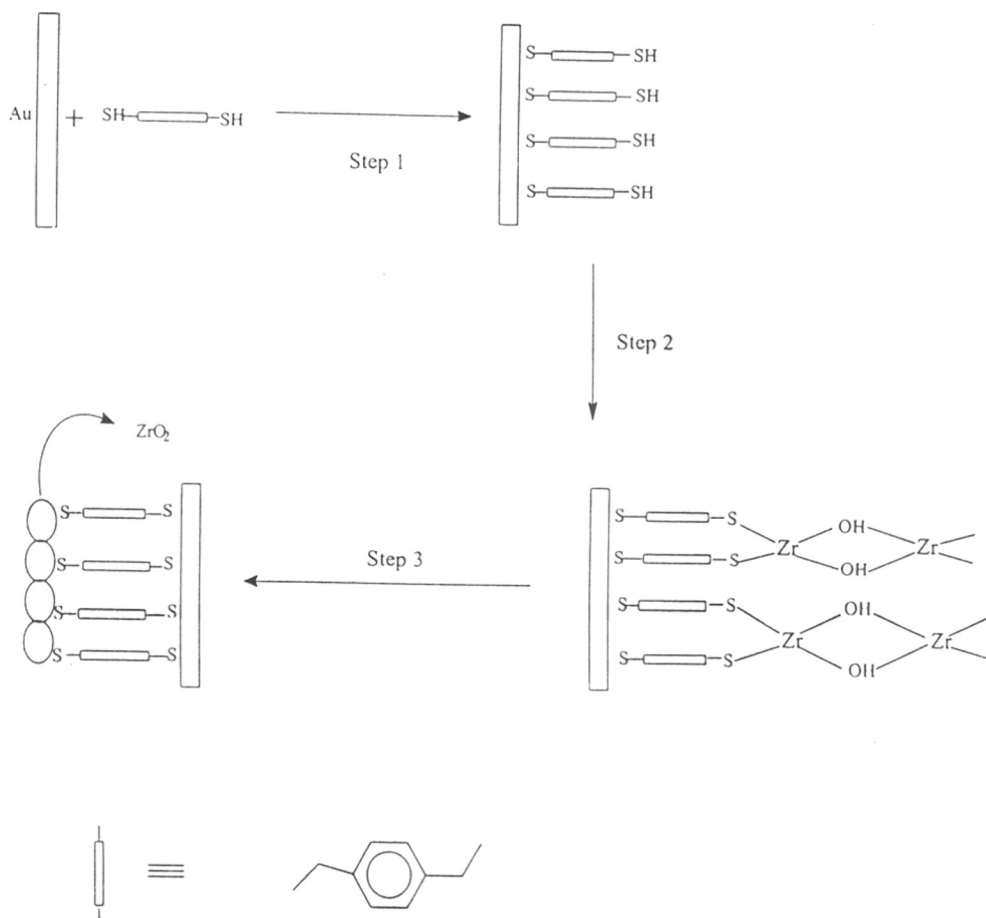 Au + SH SH
Step 1
S SH
S SH
S SH
S SH
Step 2
ZrO₂
S S
S S
S S
S S
Step 3
S S
S S
S S
S S
Zr OH Zr
OH
OH
Zr Zr
OH